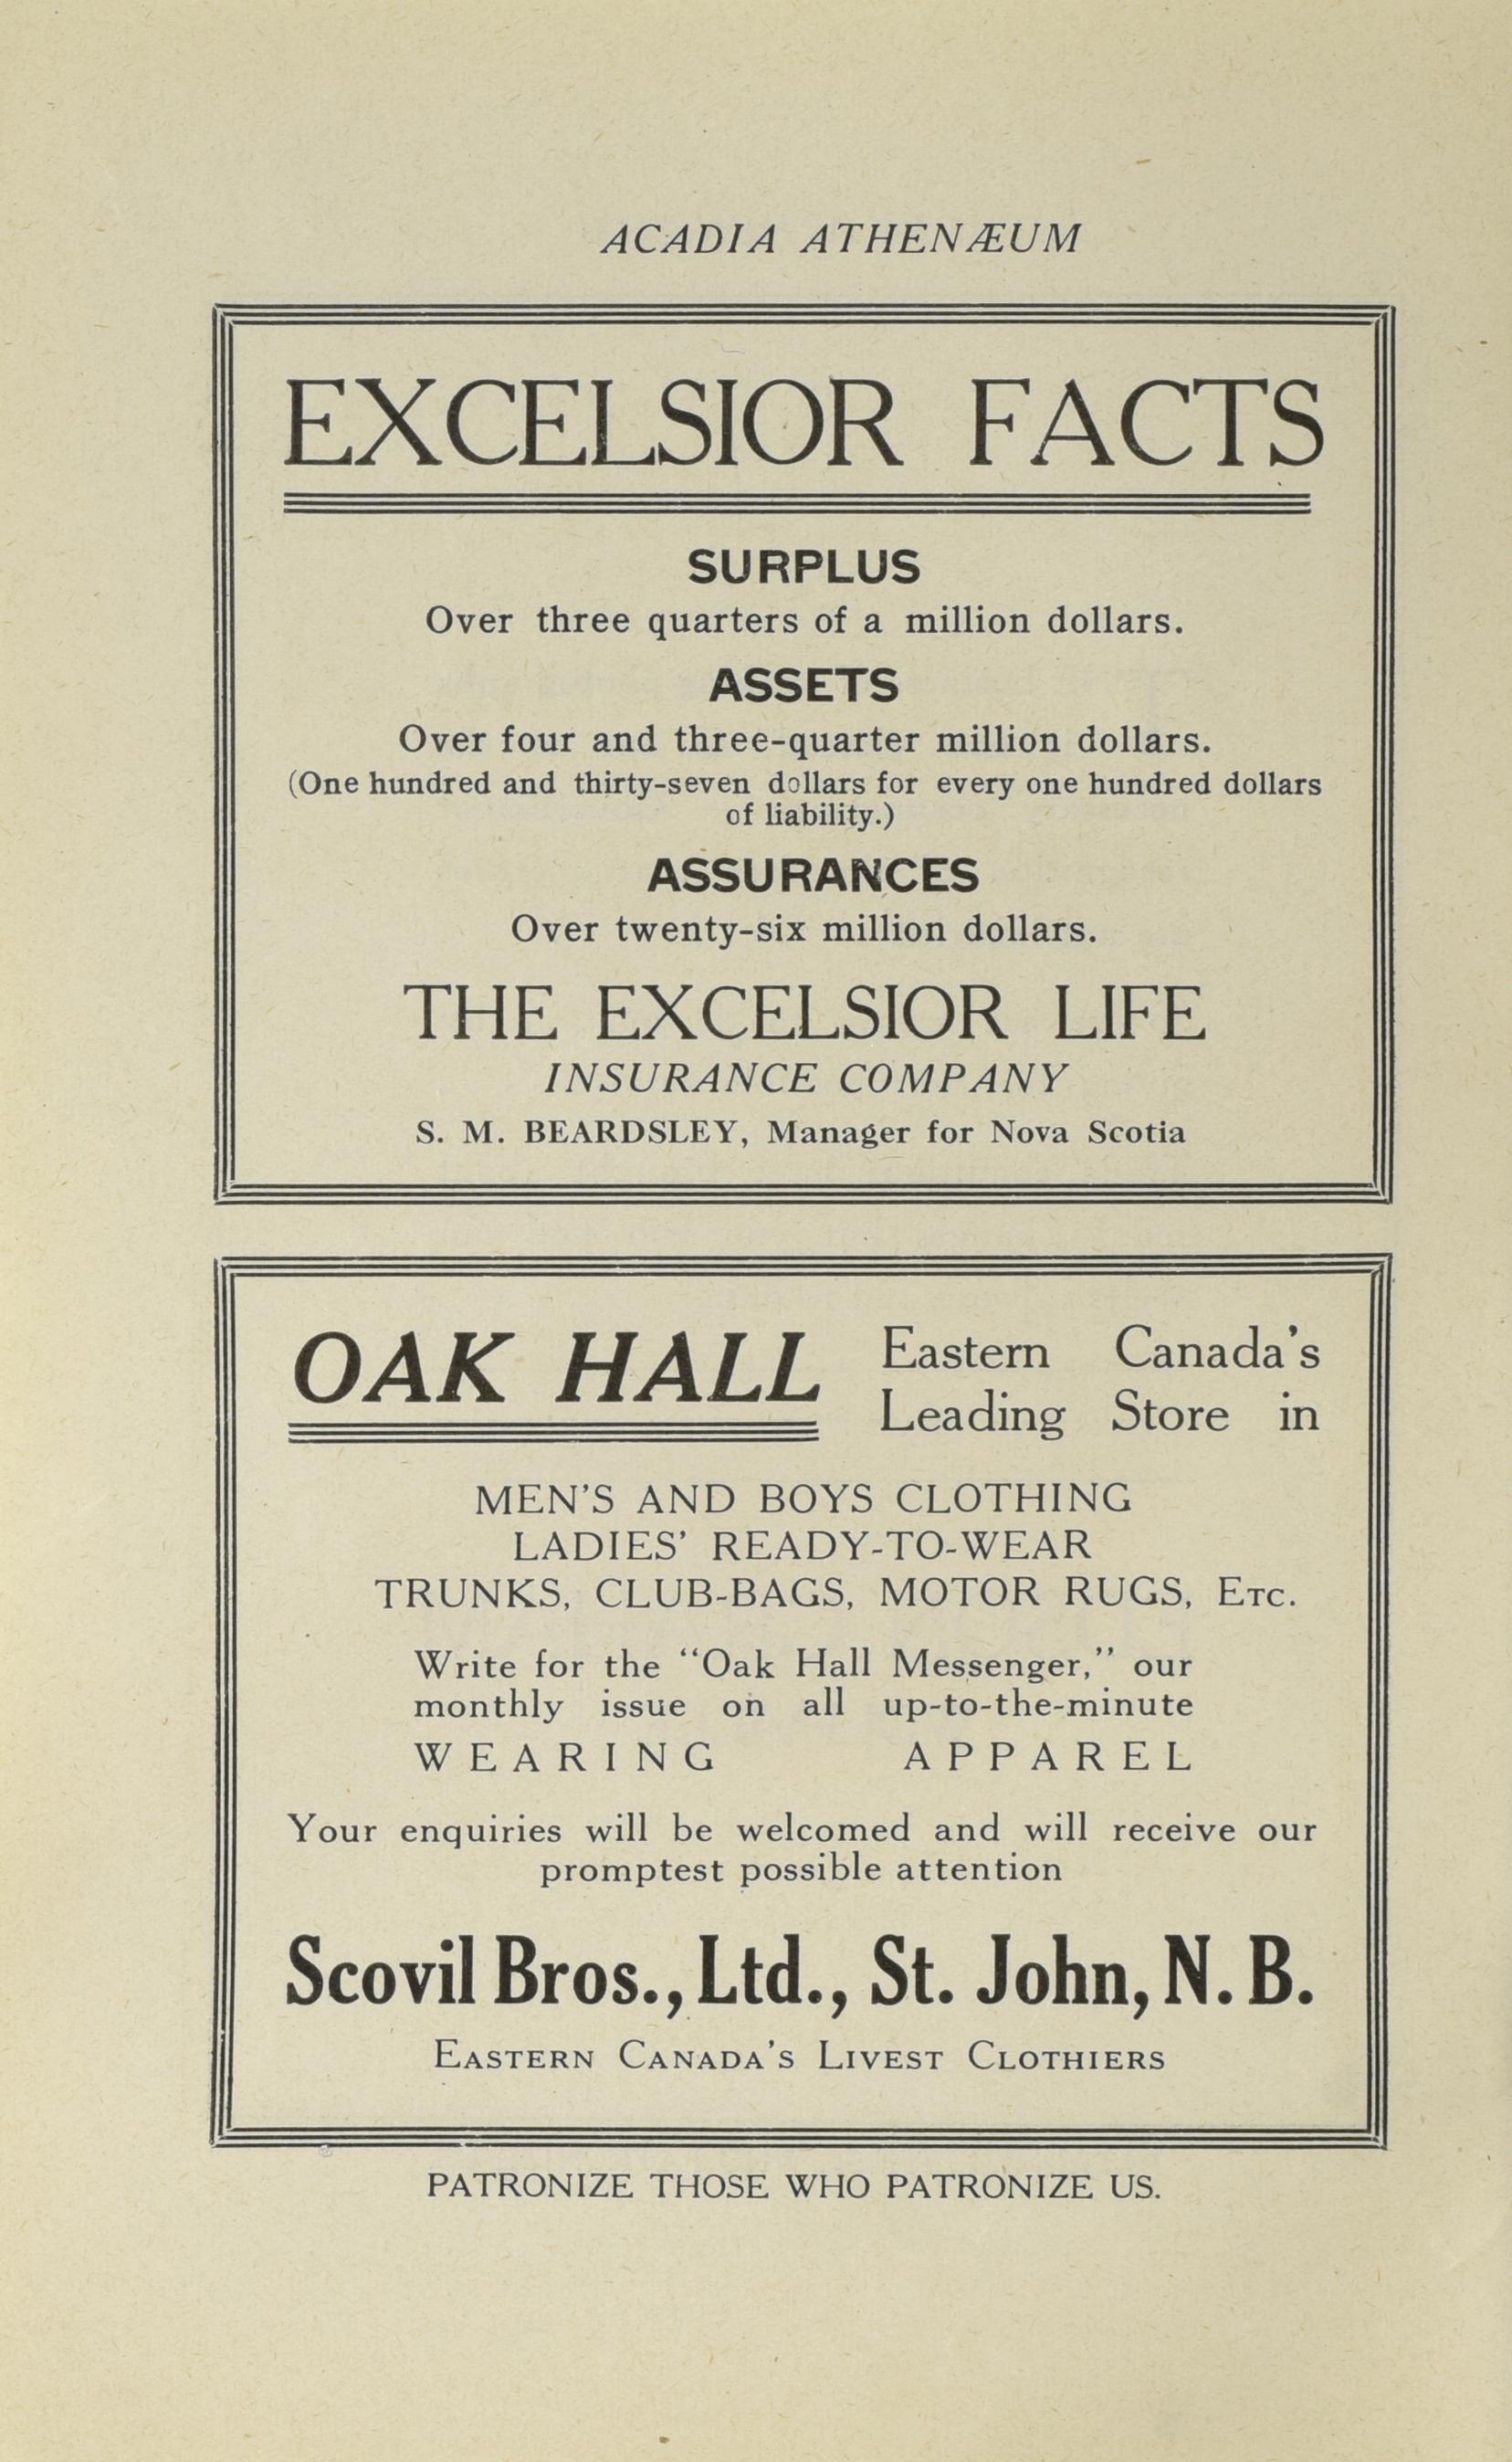 ACADIA ATHENÆUM
EXCELSIOR FACTS
SURPLUS
Over three quarters of a million dollars.
ASSETS
Over four and three-quarter million dollars.
(One hundred and thirty-seven dollars for every one hundred dollars
of liability.)
ASSURANCES
Over twenty-six million dollars.
THE EXCELSIOR LIFE
INSURANCE COMPANY
S. M. BEARDSLEY, Manager for Nova Scotia
OAK HALL
Eastern Canada's
Leading Store in
MEN'S AND BOYS CLOTHING
LADIES' READY-TO-WEAR
TRUNKS, CLUB-BAGS, MOTOR RUGS, ETC.
Write for the "Oak Hall Messenger," our
monthly issue on all up-to-the-minute
WEARING APPAREL
Your enquiries will be welcomed and will receive our
promptest possible attention
Scovil Bros., Ltd., St. John, N. B.
EASTERN CANADA'S LIVEST CLOTHIERS
PATRONIZE THOSE WHO PATRONIZE US.